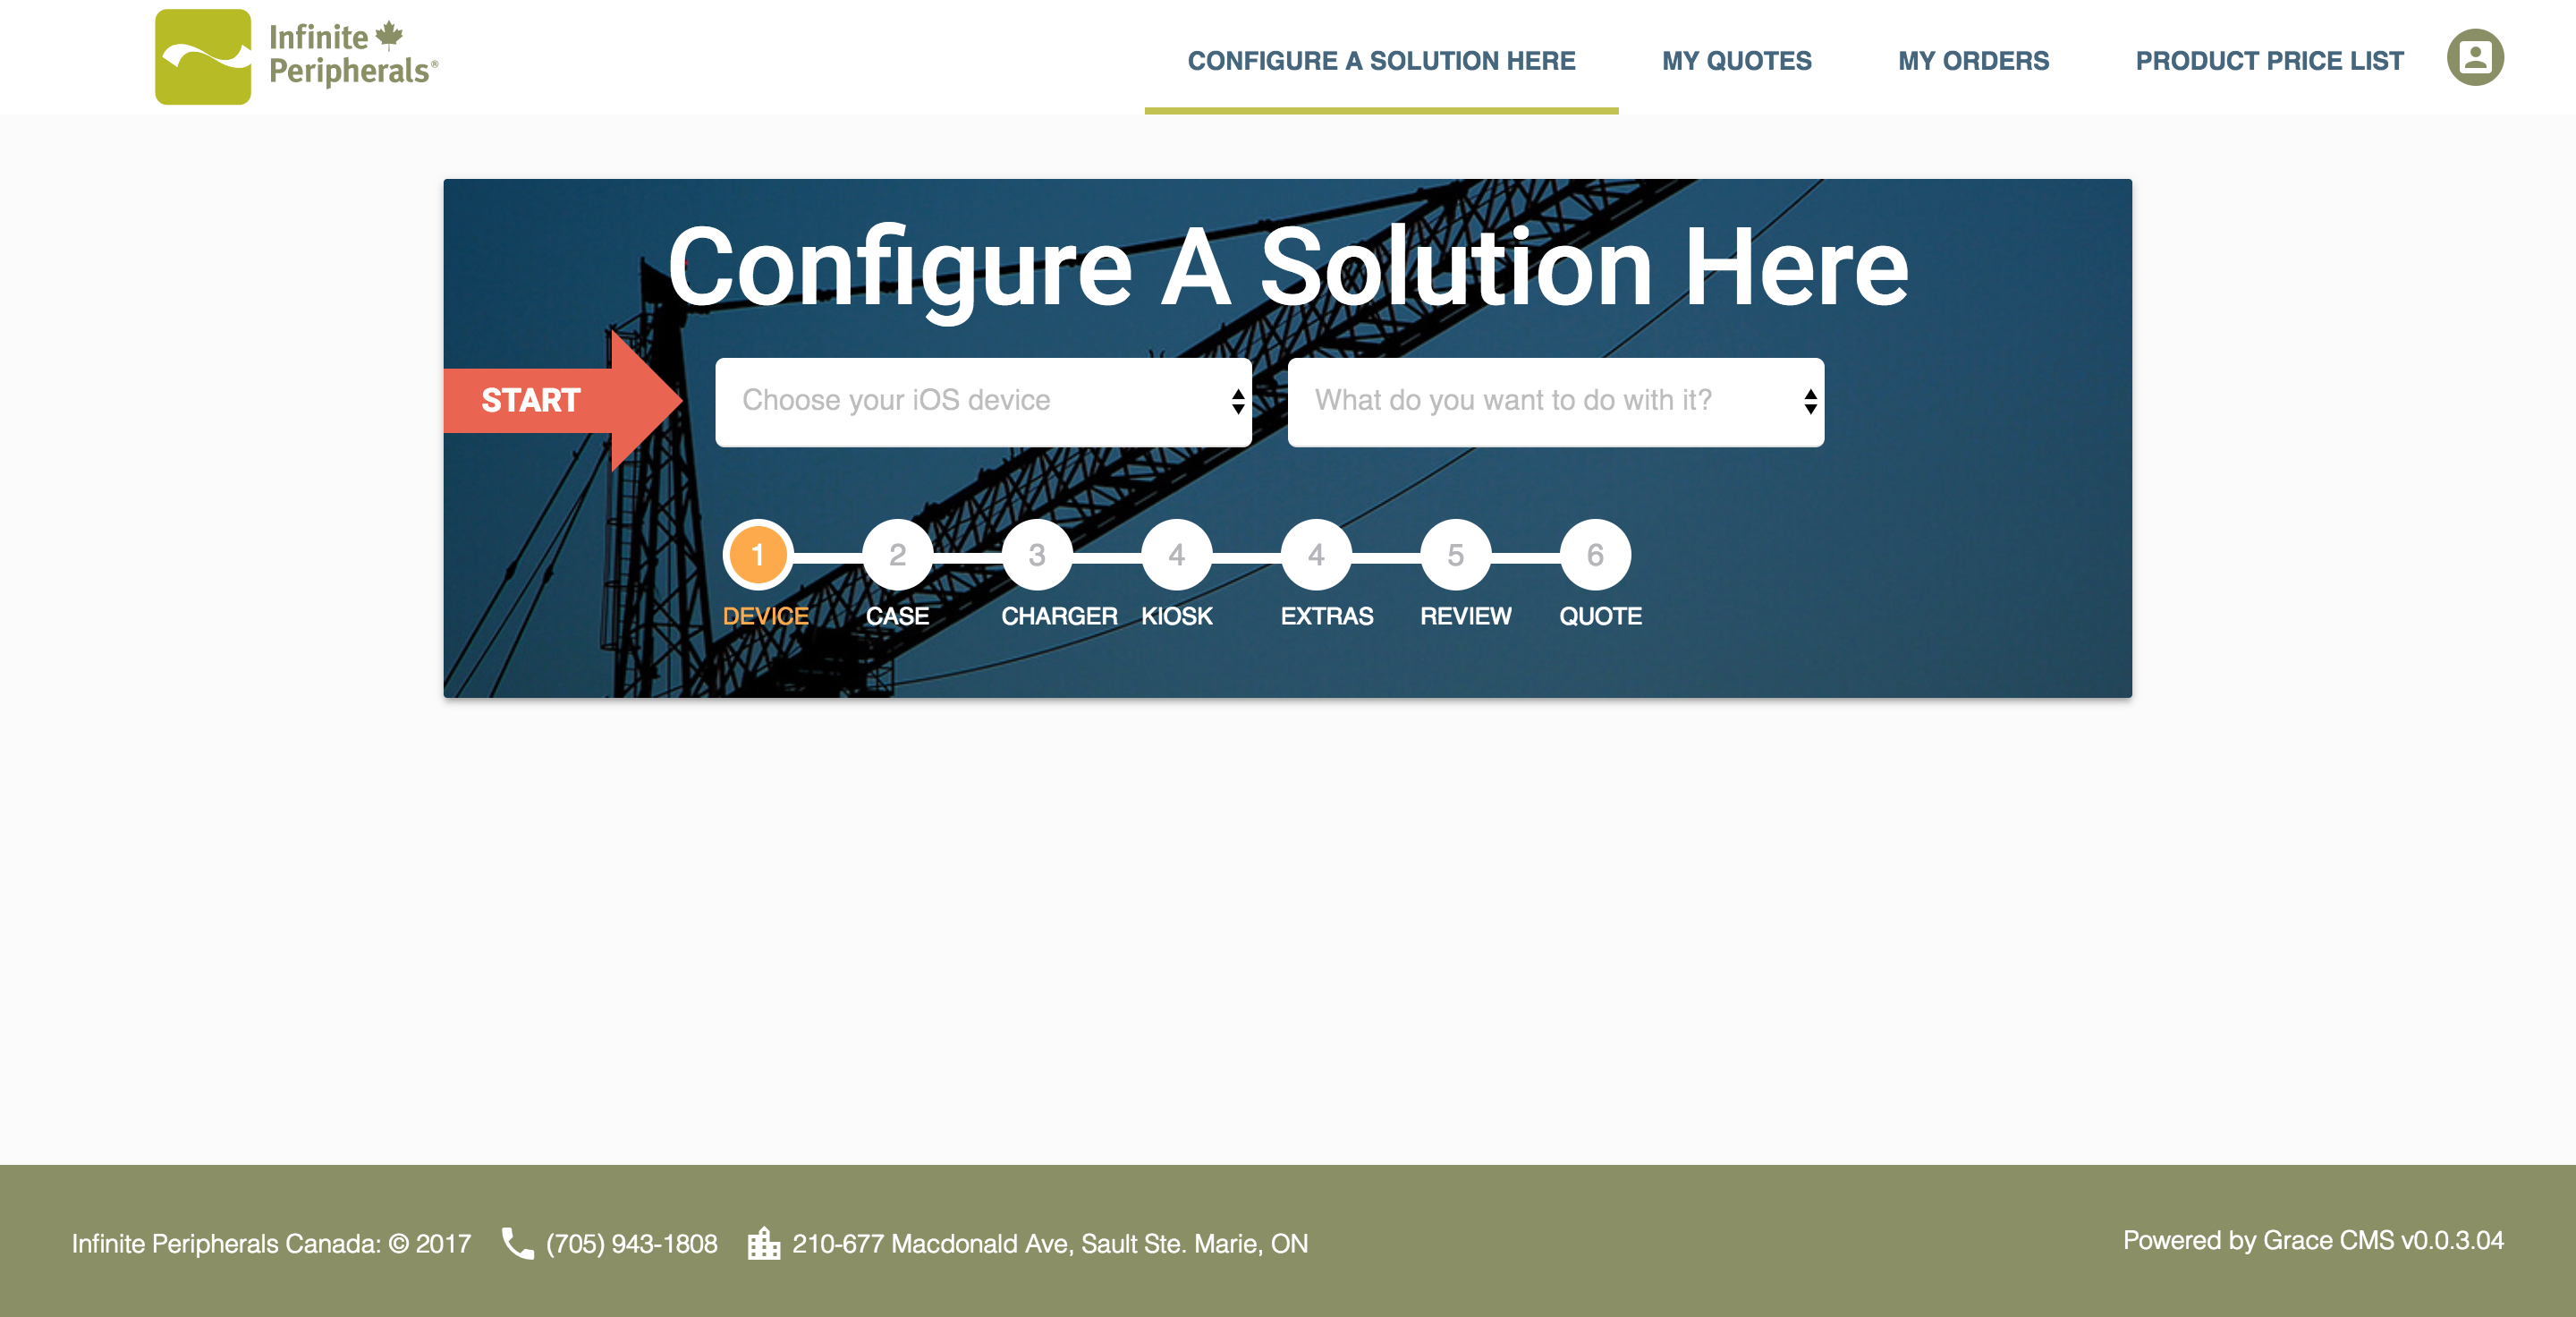 Infinite
Peripherals®
CONFIGURE A SOLUTION HERE MY QUOTES MY ORDERS PRODUCT PRICE LIST
Configure A Solution Here
START
Choose your iOS device
What do you want to do with it?
1 2 3 4 4 5 6
DEVICE CASE CHARGER KIOSK EXTRAS REVIEW QUOTE
Infinite Peripherals Canada: © 2017 (705) 943-1808 210-677 Macdonald Ave, Sault Ste. Marie, ON
Powered by Grace CMS v0.0.3.04